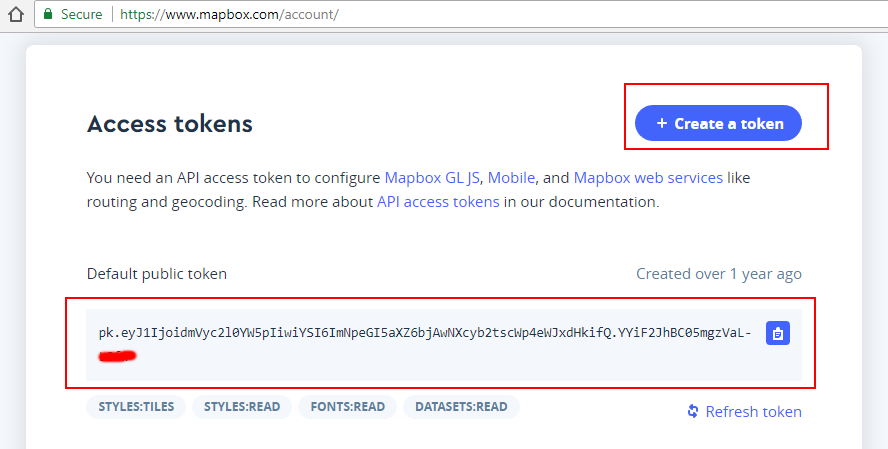 Secure https://www.mapbox.com/account/
Access tokens
+ Create a token
You need an API access token to configure Mapbox GL JS, Mobile, and Mapbox web services like
routing and geocoding. Read more about API access tokens in our documentation.
Default public token
Created over 1 year ago
pk.eyJ1IjoidmVyc2l0YW5pIiwiYSI6ImNpeGI5aXZ6bjAwNXcyb2tscWp4eWJxdHkifQ.YYiF2JhBC05mgzVaL-
STYLES:TILES STYLES:READ FONTS:READ DATASETS:READ
Refresh token